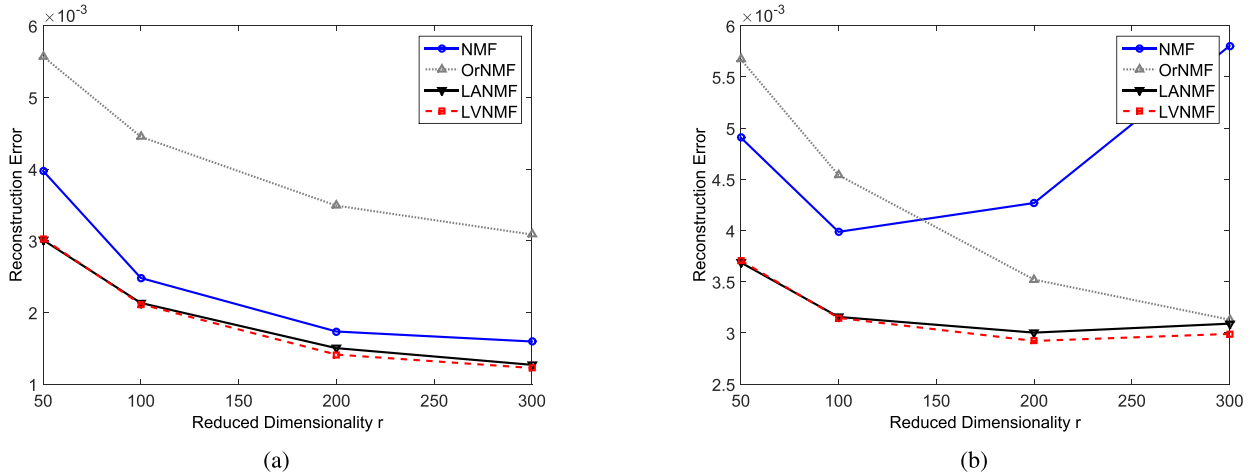 ×10⁻³
6
5
4
3
2
1
Reconstruction Error
50
100
150
200
250
300
Reduced Dimensionality r
NMF
OrNMF
LANMF
LVNMF
(a)
×10⁻³
6
5.5
5
4.5
4
3.5
3
2.5
Reconstruction Error
50
100
150
200
250
300
Reduced Dimensionality r
NMF
OrNMF
LANMF
LVNMF
(b)